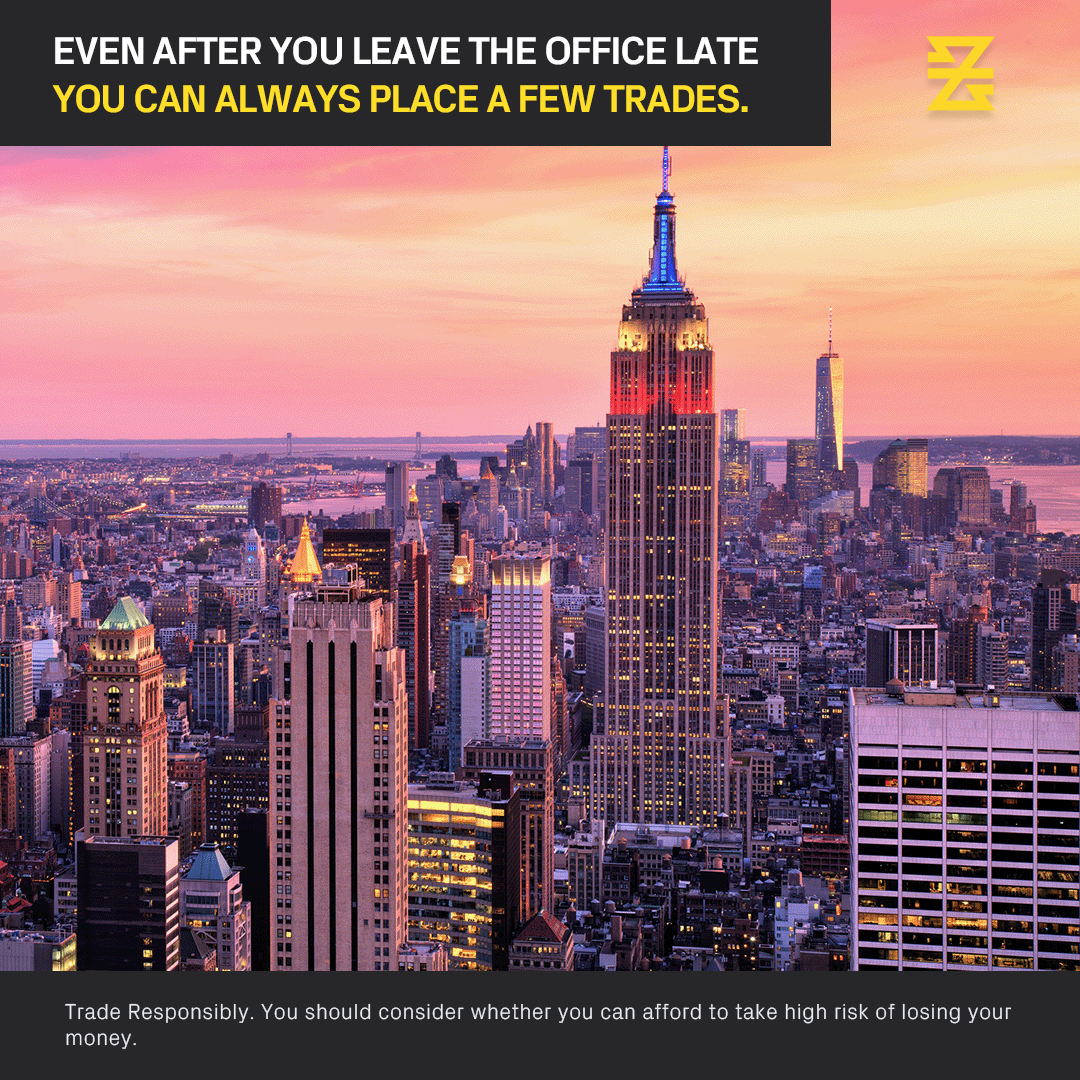 EVEN AFTER YOU LEAVE THE OFFICE LATE
YOU CAN ALWAYS PLACE A FEW TRADES.
Trade Responsibly. You should consider whether you can afford to take high risk of losing your
money.